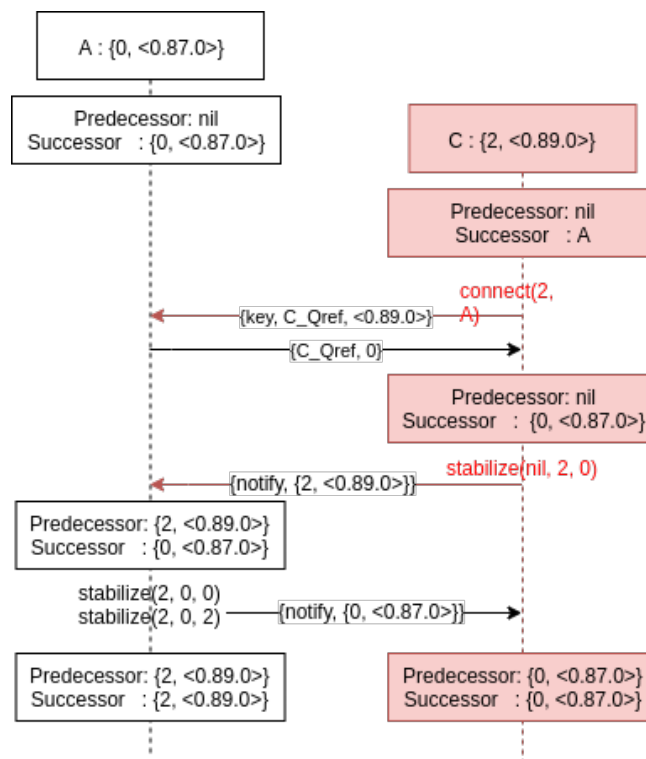 A : {0, <0.87.0>}
Predecessor: nil
Successor : {0, <0.87.0>}
C : {2, <0.89.0>}
Predecessor: nil
Successor : A
connect(2,
A)
{key, C_Qref, <0.89.0>}
{C_Qref, 0}
Predecessor: nil
Successor : {0, <0.87.0>}
stabilize(nil, 2, 0)
{notify, {2, <0.89.0>}}
Predecessor: {2, <0.89.0>}
Successor : {0, <0.87.0>}
stabilize(2, 0, 0)
stabilize(2, 0, 2)
{notify, {0, <0.87.0>}}
Predecessor: {2, <0.89.0>}
Successor : {2, <0.89.0>}
Predecessor: {0, <0.87.0>}
Successor : {0, <0.87.0>}